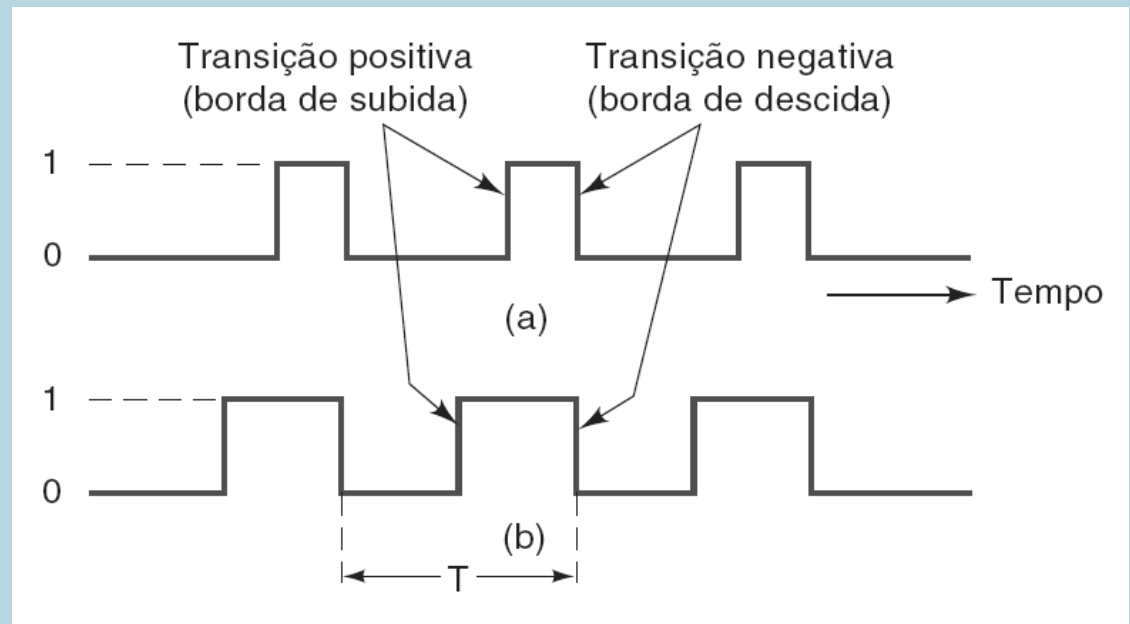 Transição positiva
(borda de subida)
Transição negativa
(borda de descida)
1
0
Tempo
(a)
1
0
(b)
T